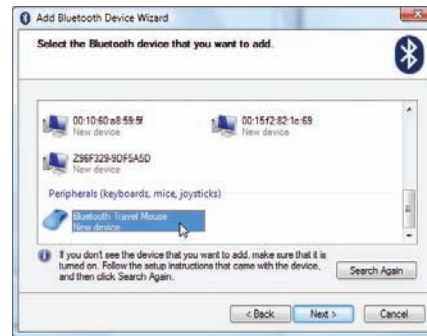 Add Bluetooth Device Wizard
Select the Bluetooth device that you want to add.
00:10:60:a8:59:9f
New device
00:15:f2:82:1e:69
New device
Z96F329-9DF5A5D
New device
Peripherals (keyboards, mice, joysticks)
Bluetooth Travel Mouse
New device
If you don't see the device that you want to add, make sure that it is
turned on. Follow the setup instructions that came with the device,
and then click Search Again.
Search Again
< Back
Next >
Cancel